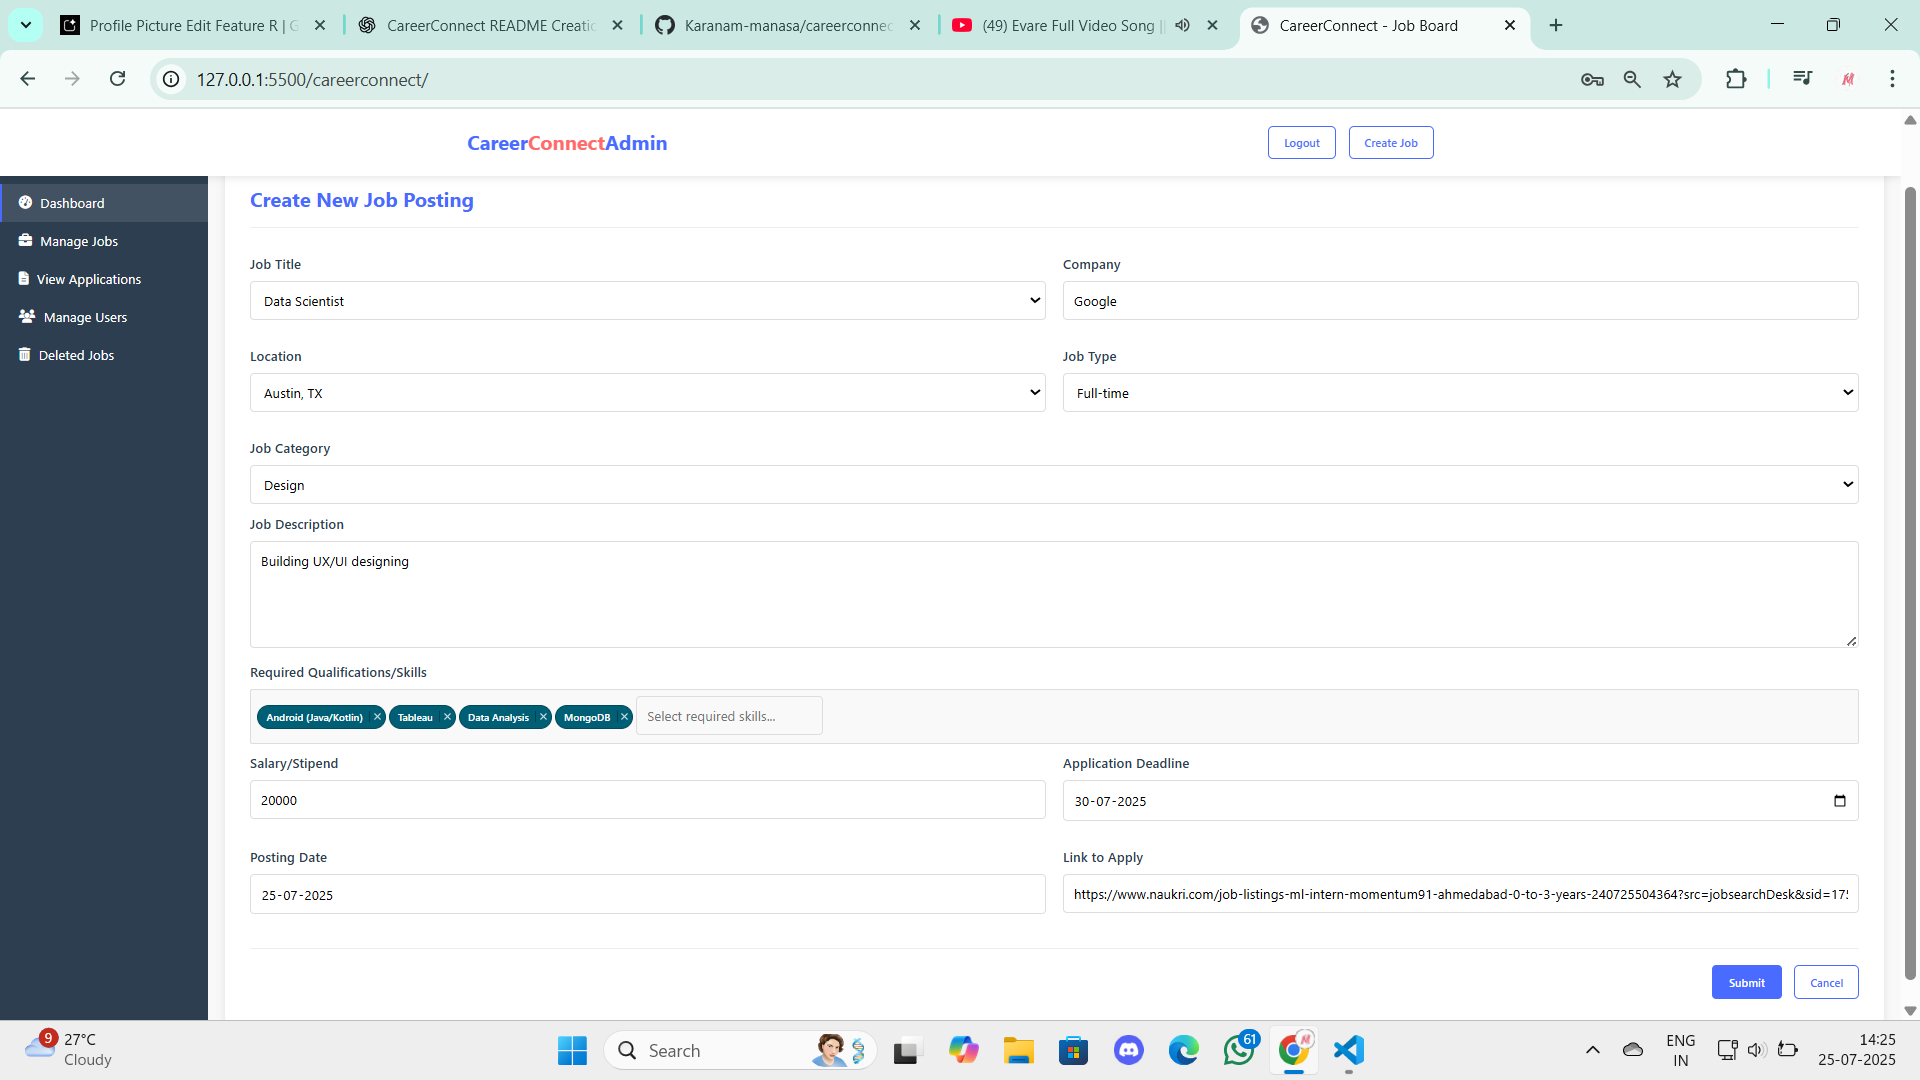 Profile Picture Edit Feature R | G
CareerConnect README Creatio
Karanam-manasa/careerconnec
(49) Evare Full Video Song ||
CareerConnect - Job Board
127.0.0.1:5500/careerconnect/
CareerConnectAdmin
Logout
Create Job
Dashboard
Manage Jobs
View Applications
Manage Users
Deleted Jobs
Create New Job Posting
Job Title
Company
Data Scientist
Google
Location
Job Type
Austin, TX
Full-time
Job Category
Design
Job Description
Building UX/UI designing
Required Qualifications/Skills
Android (Java/Kotlin) × Tableau × Data Analysis × MongoDB × Select required skills...
Salary/Stipend
Application Deadline
20000
30-07-2025
Posting Date
Link to Apply
25-07-2025
https://www.naukri.com/job-listings-ml-intern-momentum91-ahmedabad-0-to-3-years-240725504364?src=jobsearchDesk&sid=17
Submit
Cancel
9
27°C
Cloudy
Search
61
ENG
IN
14:25
25-07-2025